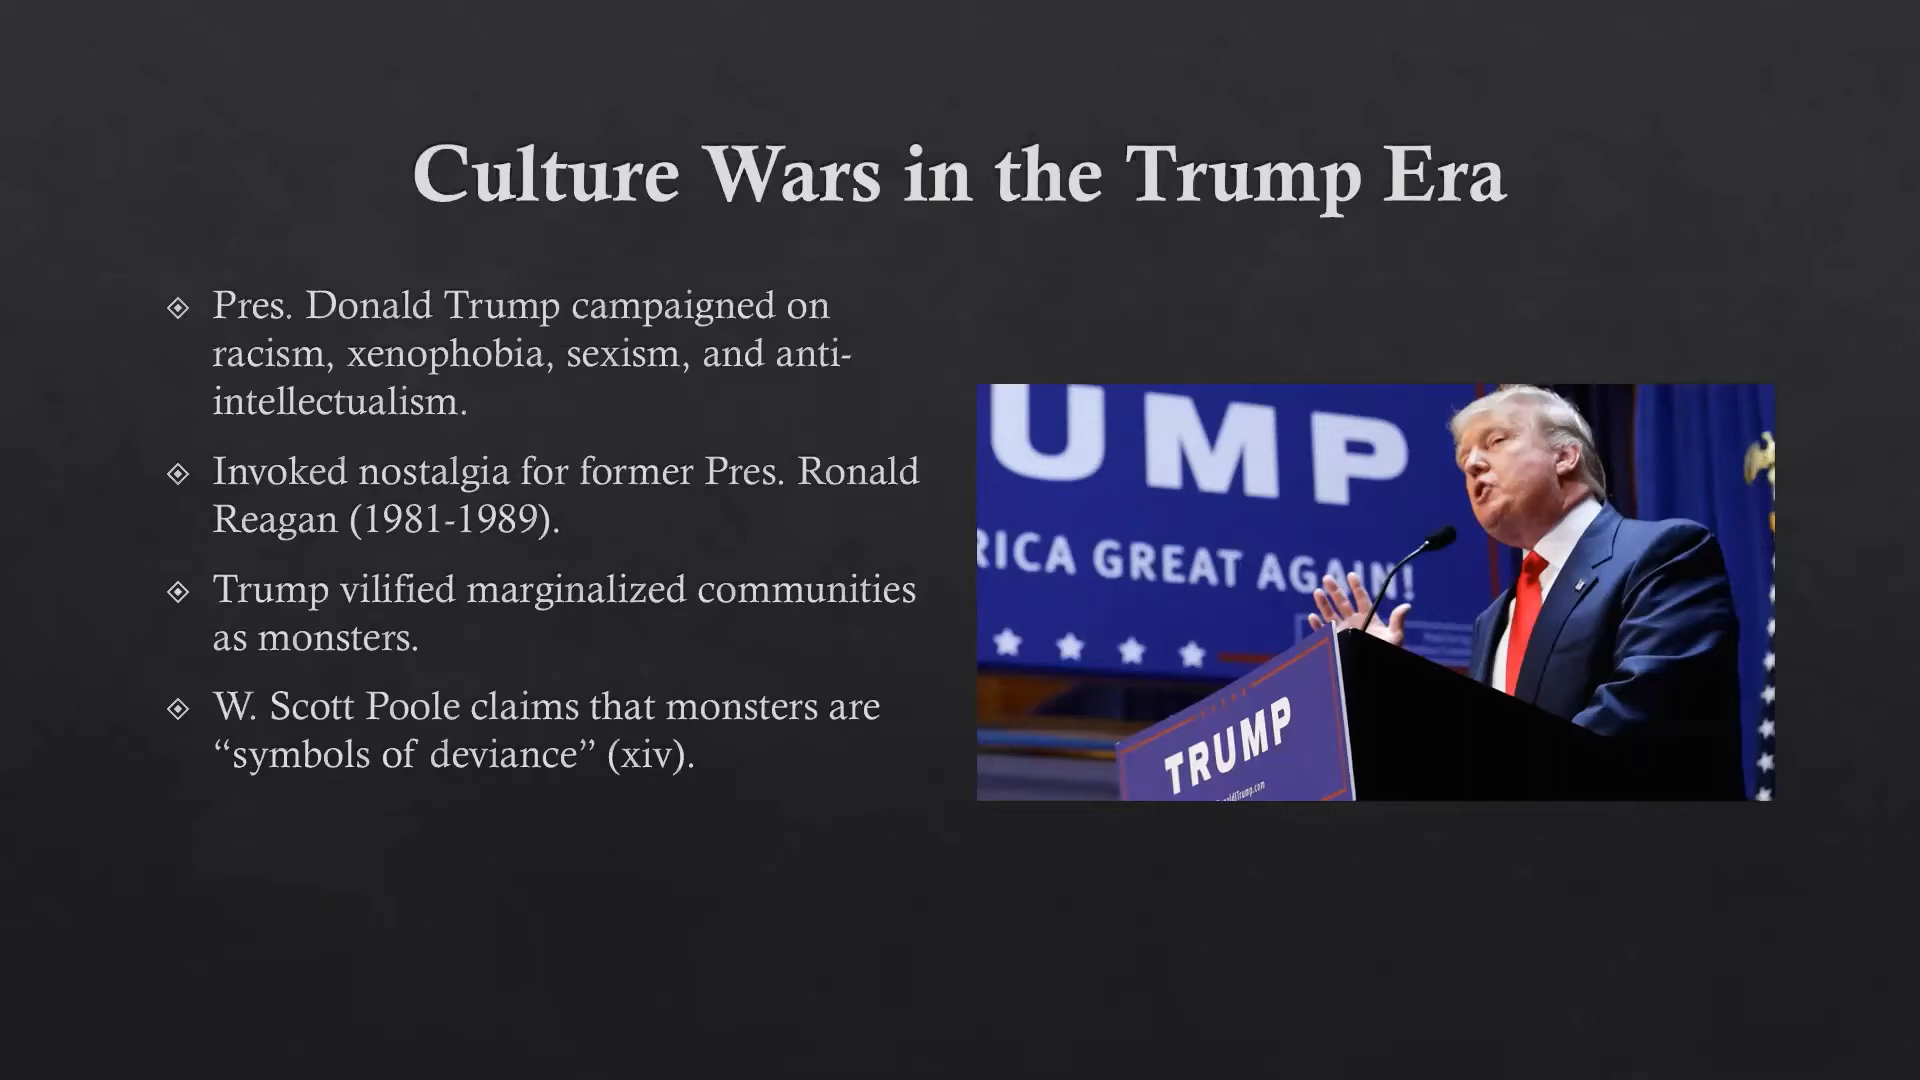 Culture Wars in the Trump Era
Pres. Donald Trump campaigned on
racism, xenophobia, sexism, and anti-
intellectualism.
Invoked nostalgia for former Pres. Ronald
Reagan (1981-1989).
Trump vilified marginalized communities
as monsters.
W. Scott Poole claims that monsters are
“symbols of deviance” (xiv).
UMP
RICA GREAT AGAIN!
TRUMP